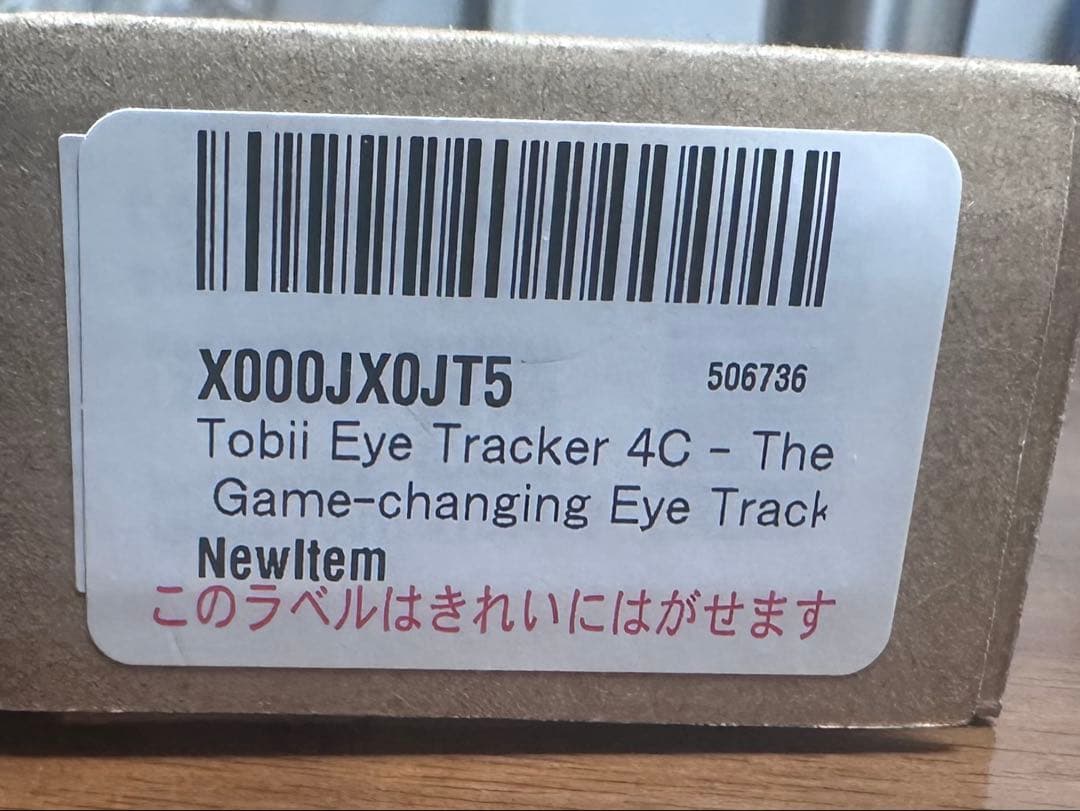 X000JX0JT5
506736
Tobii Eye Tracker 4C - The
Game-changing Eye Track
NewItem
このラベルはきれいにはがせます